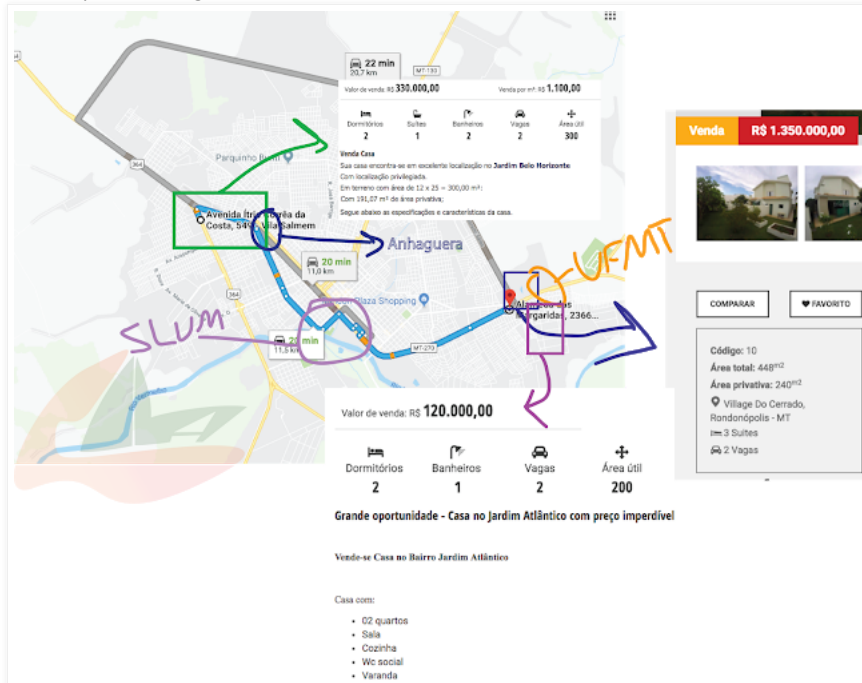 22 min
20,7 km
MT-130
Valor de venda: R$ 330.000,00
Venda por m²: R$ 1.100,00
Dormitórios
Suítes
Banheiros
Vagas
Área útil
2
1
2
2
300
Venda Casa
Sua casa encontra-se em excelente localização no Jardim Belo Horizonte
Com localização privilegiada.
Em terreno com área de 12 x 25 = 300,00 m²:
Com 191,07 m² de área privativa;
Segue abaixo as especificações e características da casa.
364
Parquinho
Avenida Ítrio Corrêa da
Costa, 549, Vila Salmem
Anhaguera
20 min
11,0 km
Plaza Shopping
UFMT
Alameda das
Margaridas, 2366...
364
SLUM
min
11,5 km
MT-270
Rio Vermelho
Venda
R$ 1.350.000,00
COMPARAR
FAVORITO
Código: 10
Área total: 448m2
Área privativa: 240m2
Village Do Cerrado,
Rondonópolis - MT
3 Suítes
2 Vagas
Valor de venda: R$ 120.000,00
Dormitórios
Banheiros
Vagas
Área útil
2
1
2
200
Grande oportunidade - Casa no Jardim Atlântico com preço imperdível
Vende-se Casa no Bairro Jardim Atlântico
Casa com:
• 02 quartos
• Sala
• Cozinha
• Wc social
• Varanda